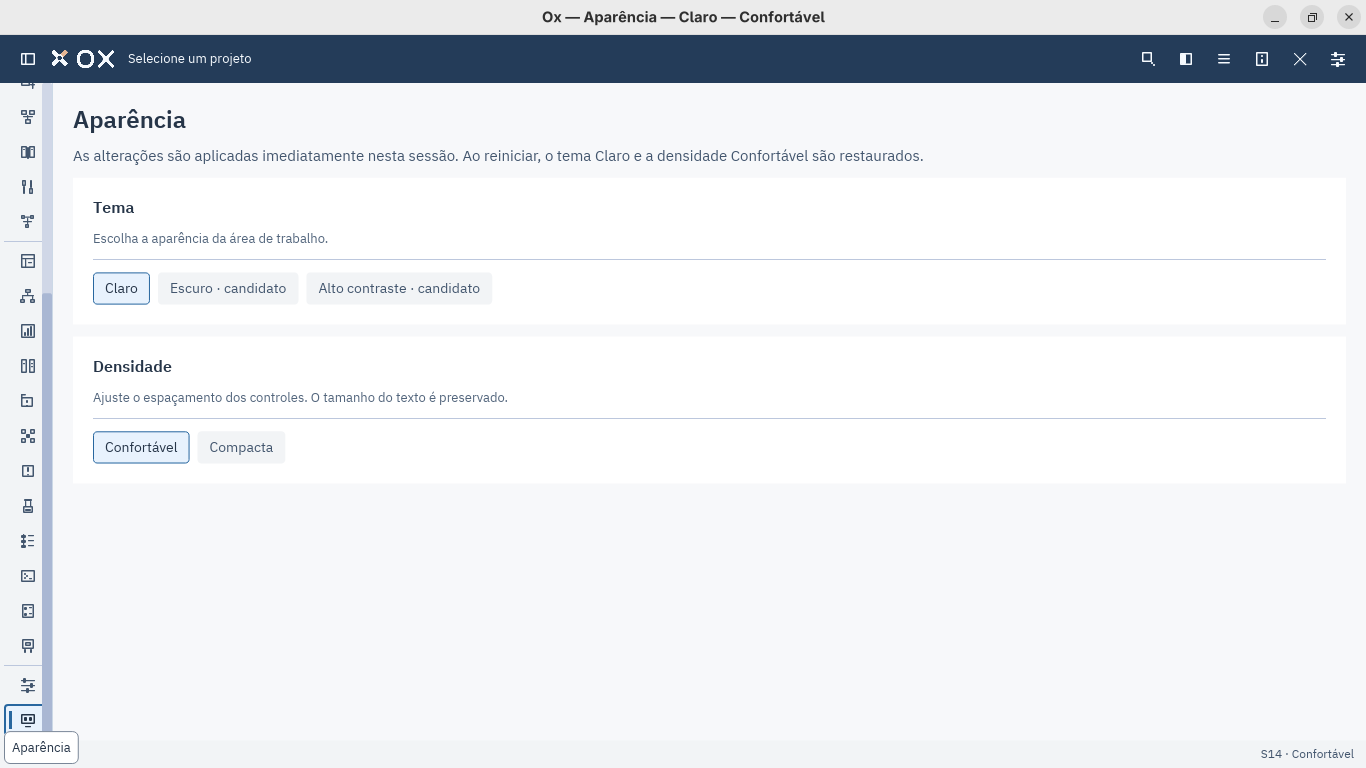 Ox — Aparência — Claro — Confortável
OX Selecione um projeto
Aparência
As alterações são aplicadas imediatamente nesta sessão. Ao reiniciar, o tema Claro e a densidade Confortável são restaurados.
Tema
Escolha a aparência da área de trabalho.
Claro Escuro · candidato Alto contraste · candidato
Densidade
Ajuste o espaçamento dos controles. O tamanho do texto é preservado.
Confortável Compacta
Aparência
S14 · Confortável